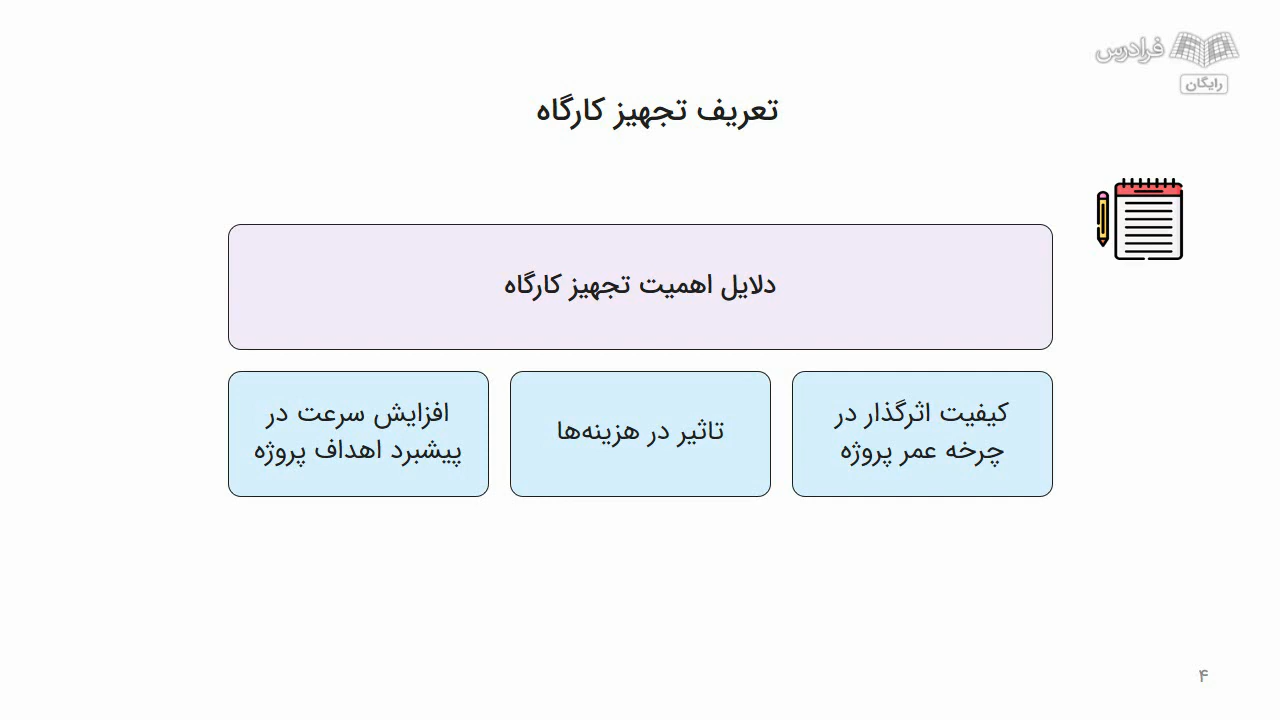 فرادرس
رایگان
تعریف تجهیز کارگاه
دلایل اهمیت تجهیز کارگاه
کیفیت اثرگذار در
چرخه عمر پروژه
تاثیر در هزینه‌ها
افزایش سرعت در
پیشبرد اهداف پروژه
۴